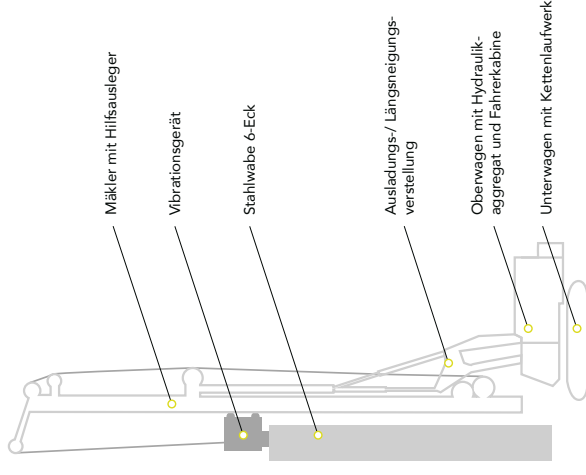 Mäkler mit Hilfsausleger
Vibrationsgerät
Stahlwabe 6-Eck
Ausladungs-/ Längsneigungs-
verstellung
Oberwagen mit Hydraulik-
aggregat und Fahrerkabine
Unterwagen mit Kettenlaufwerk